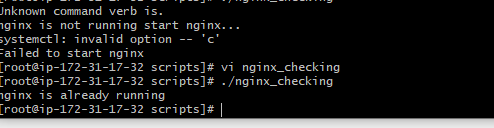 Unknown command verb is.
nginx is not running start nginx...
systemctl: invalid option -- 'c'
Failed to start nginx
[root@ip-172-31-17-32 scripts]# vi nginx_checking
[root@ip-172-31-17-32 scripts]# ./nginx_checking
nginx is already running
[root@ip-172-31-17-32 scripts]#